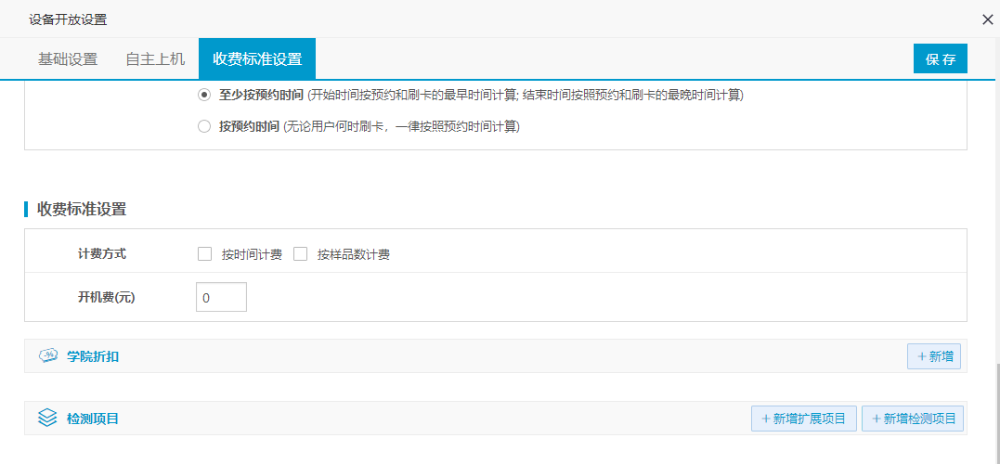 设备开放设置
基础设置 自主上机 收费标准设置 保存
至少按预约时间 (开始时间按预约和刷卡的最早时间计算; 结束时间按照预约和刷卡的最晚时间计算)
按预约时间 (无论用户何时刷卡，一律按照预约时间计算)
收费标准设置
计费方式 按时间计费 按样品数计费
开机费(元) 0
-% 学院折扣 +新增
检测项目 +新增扩展项目 +新增检测项目